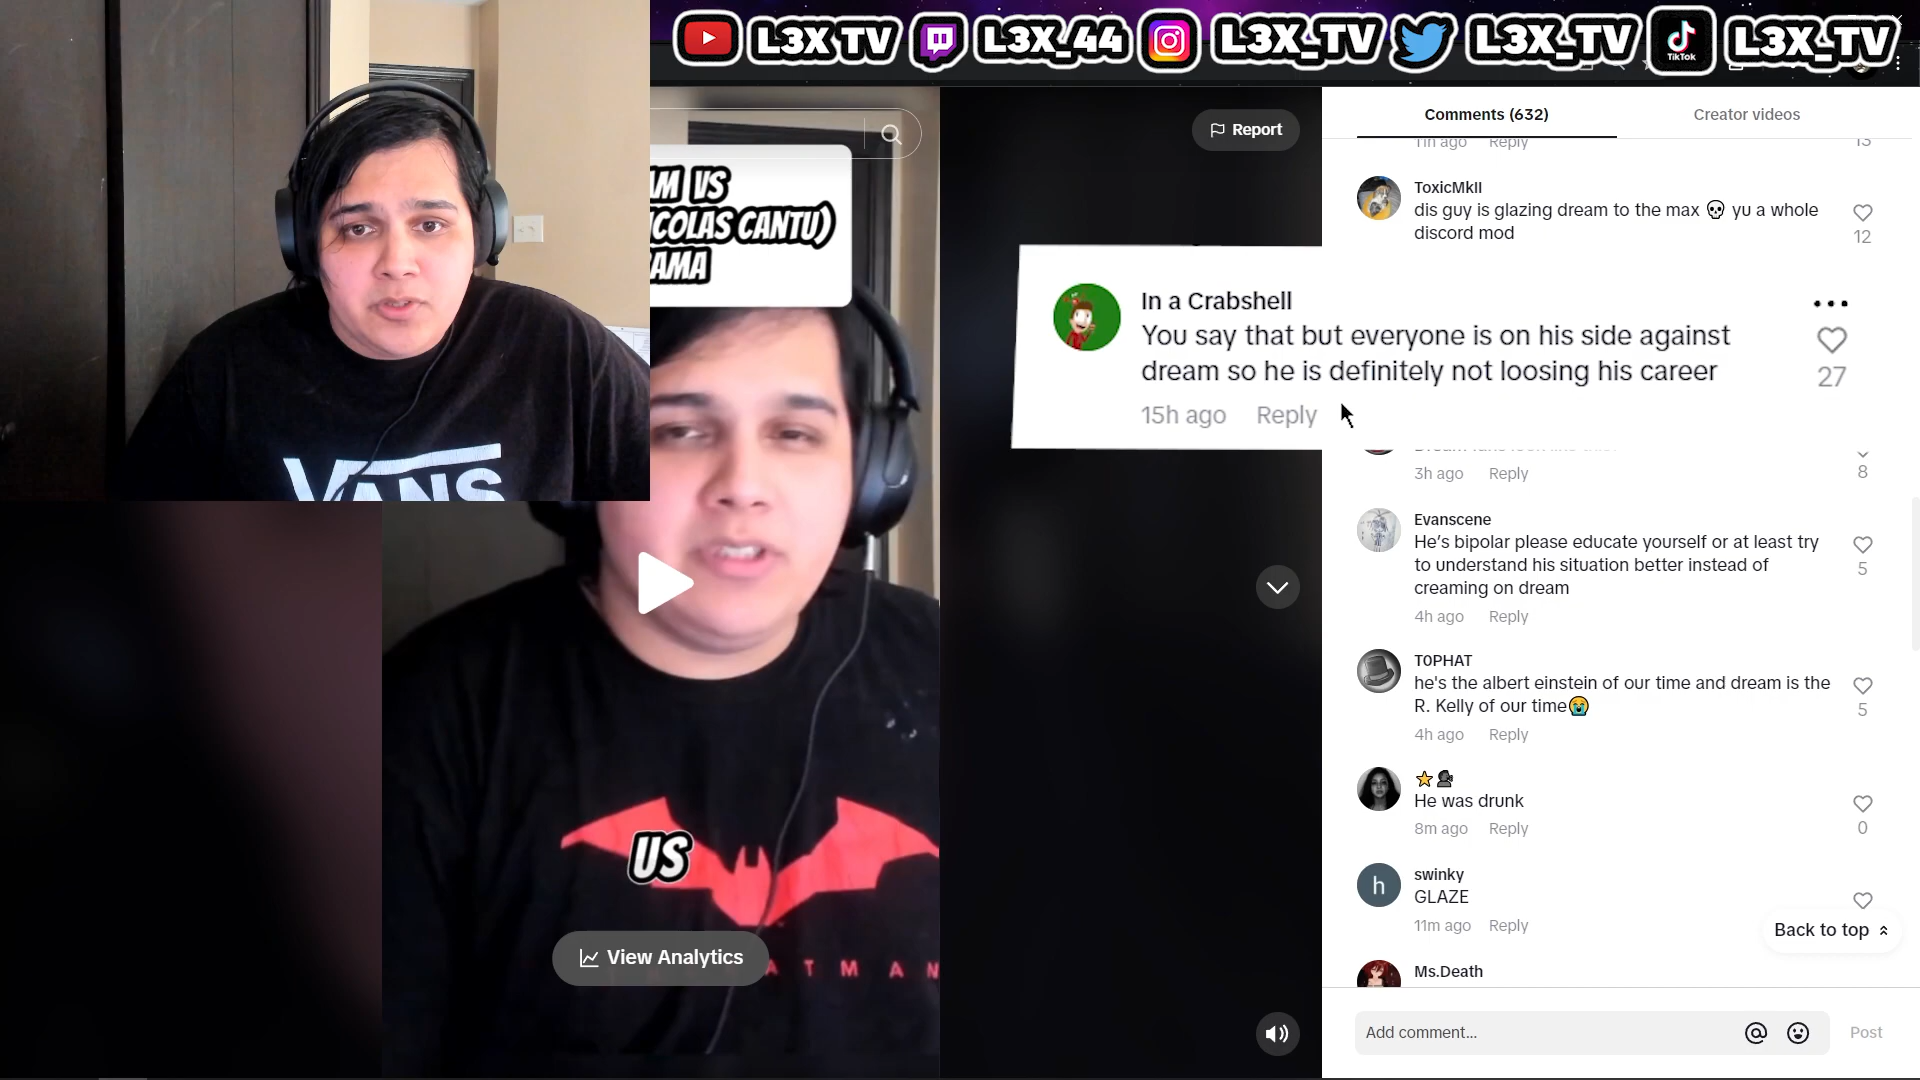 L3X TV L3X_44 L3X_TV L3X_TV TikTok L3X_TV
Report
AM VS
COLAS CANTU)
AMA
VANS
US
View Analytics
ATMAN
Comments (632)
Creator videos
11h ago Reply
13
ToxicMkII
dis guy is glazing dream to the max 💀 yu a whole
discord mod
12
In a Crabshell
You say that but everyone is on his side against
dream so he is definitely not loosing his career
27
15h ago Reply
3h ago Reply
8
Evanscene
He’s bipolar please educate yourself or at least try
to understand his situation better instead of
creaming on dream
5
4h ago Reply
T0PHAT
he's the albert einstein of our time and dream is the
R. Kelly of our time😭
5
4h ago Reply
⭐🗣
He was drunk
0
8m ago Reply
h
swinky
GLAZE
11m ago Reply
Back to top
Ms.Death
Add comment...
Post